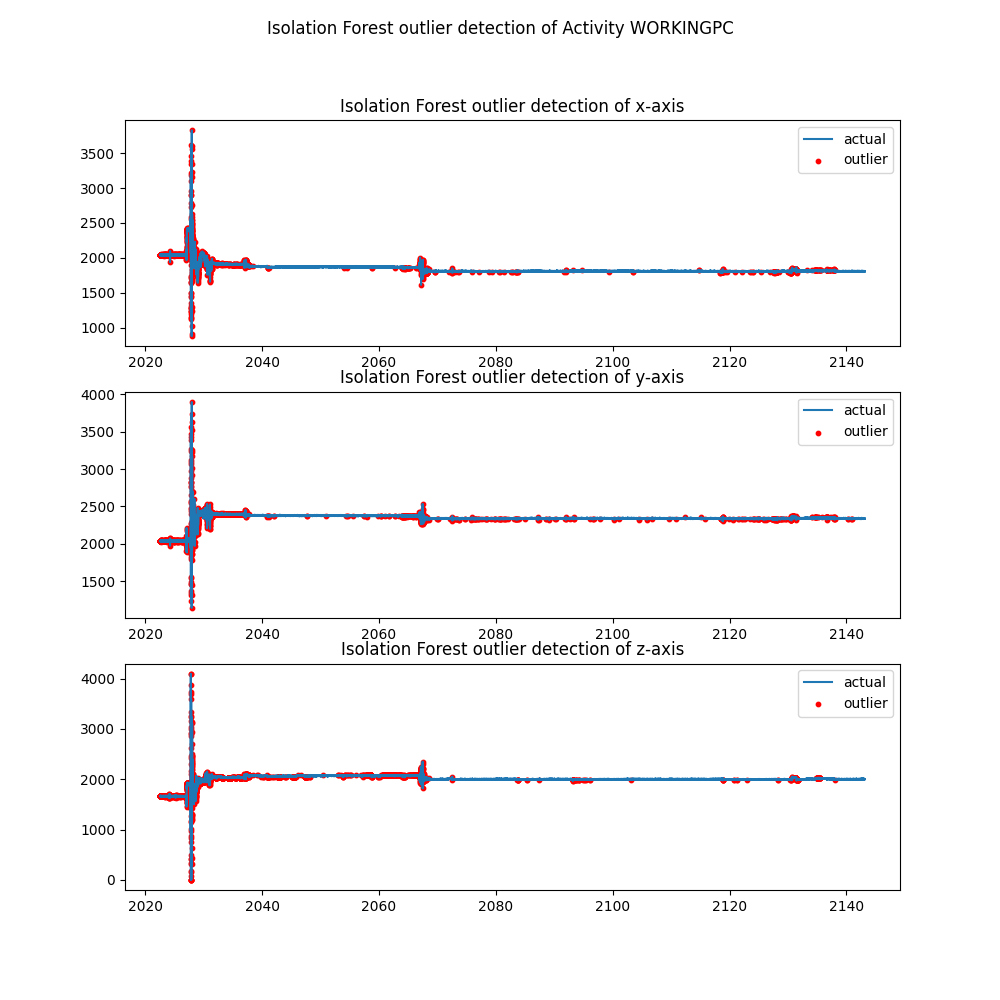 Isolation Forest outlier detection of Activity WORKINGPC
Isolation Forest outlier detection of x-axis
3500
3000
2500
2000
1500
1000
actual
outlier
2020 2040 2060 2080 2100 2120 2140
Isolation Forest outlier detection of y-axis
4000
3500
3000
2500
2000
1500
actual
outlier
2020 2040 2060 2080 2100 2120 2140
Isolation Forest outlier detection of z-axis
4000
3000
2000
1000
0
actual
outlier
2020 2040 2060 2080 2100 2120 2140